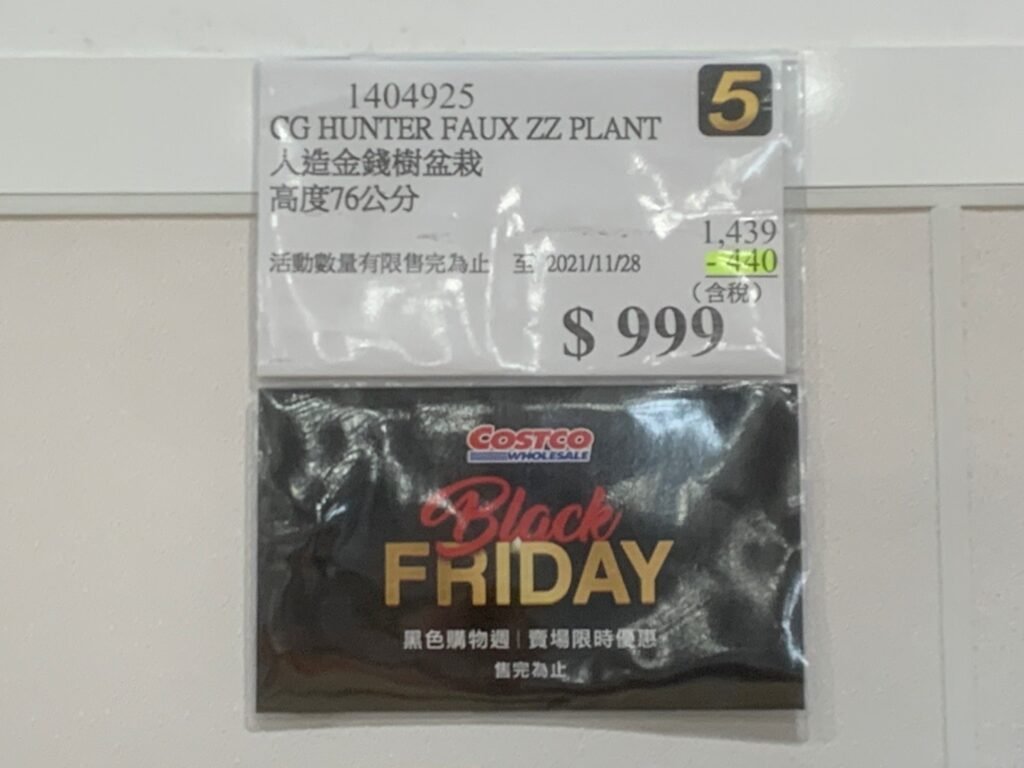 1404925
5
CG HUNTER FAUX ZZ PLANT
人造金錢樹盆栽
高度76公分
1,439
活動數量有限售完為止 至 2021/11/28
- 440
(含稅)
$ 999
COSTCO
WHOLESALE
Black
FRIDAY
黑色購物週 | 賣場限時優惠
售完為止